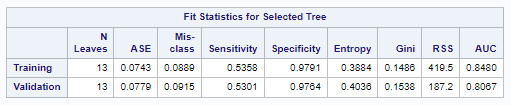 Fit Statistics for Selected Tree
N Leaves ASE Mis-class Sensitivity Specificity Entropy Gini RSS AUC
Training 13 0.0743 0.0889 0.5358 0.9791 0.3884 0.1486 419.5 0.8480
Validation 13 0.0779 0.0915 0.5301 0.9764 0.4036 0.1538 187.2 0.8067